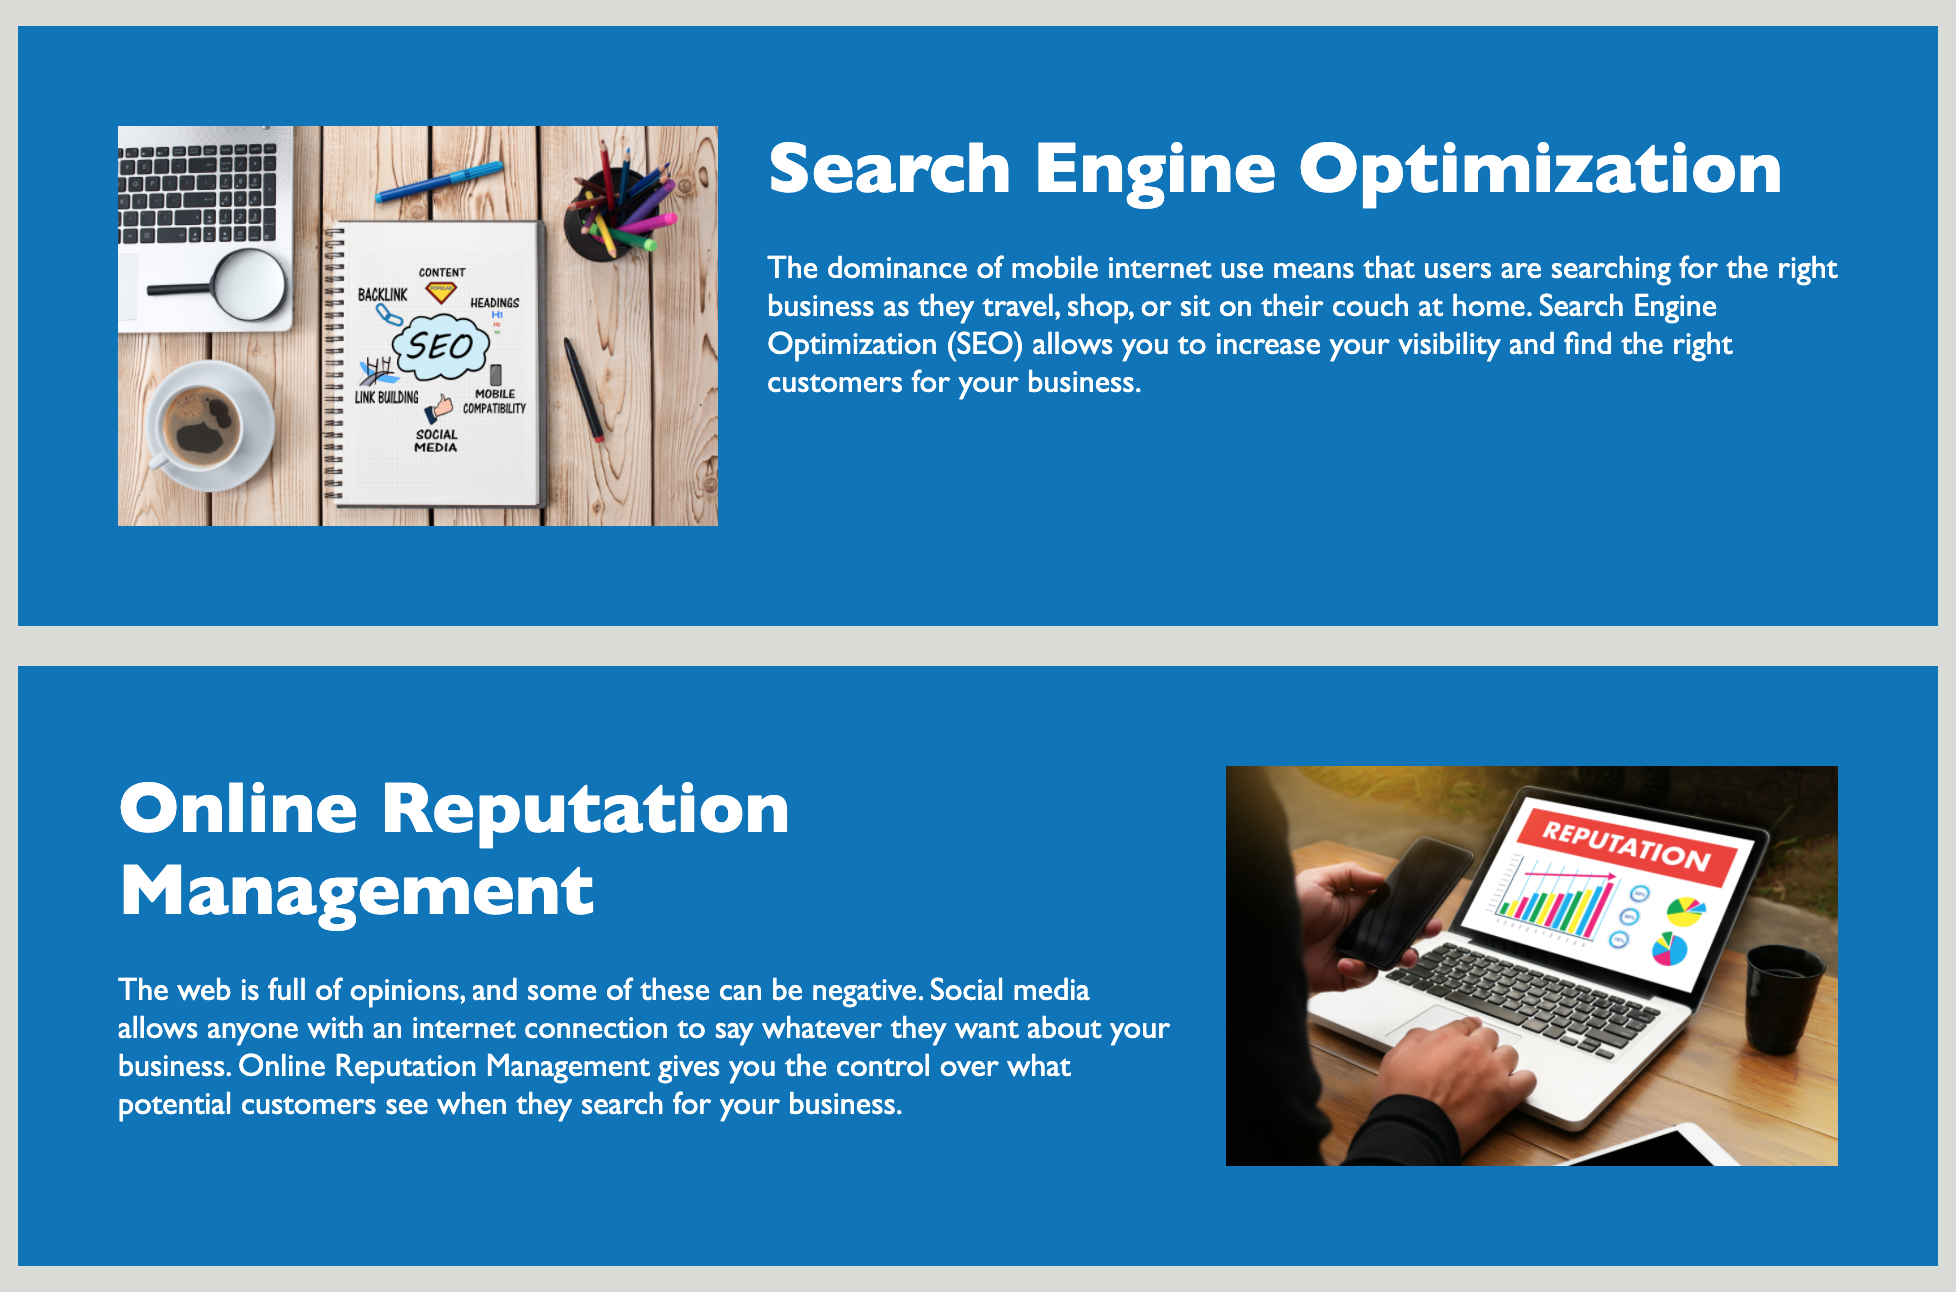 Search Engine Optimization
The dominance of mobile internet use means that users are searching for the right
business as they travel, shop, or sit on their couch at home. Search Engine
Optimization (SEO) allows you to increase your visibility and find the right
customers for your business.
CONTENT
POPULAR
BACKLINK
HEADINGS
H1
H2
SEO
LINK BUILDING
MOBILE
COMPATIBILITY
SOCIAL
MEDIA
Online Reputation
Management
The web is full of opinions, and some of these can be negative. Social media
allows anyone with an internet connection to say whatever they want about your
business. Online Reputation Management gives you the control over what
potential customers see when they search for your business.
REPUTATION